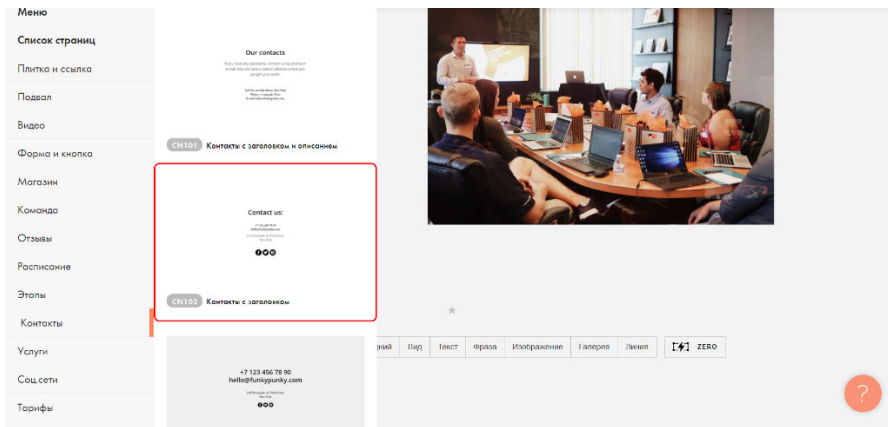 Меню
Список страниц
Плитка и ссылка
Подвал
Видео
Форма и кнопка
Магазин
Команда
Отзывы
Расписание
Этапы
Контакты
Услуги
Соц.сети
Тарифы
Our contacts
CN101 Контакты с заголовком и описанием
Contact us:
CN102 Контакты с заголовком
+7 123 456 78 90
hello@funkypunky.com
Вид Текст Фраза Изображение Галерея Линия ZERO
?